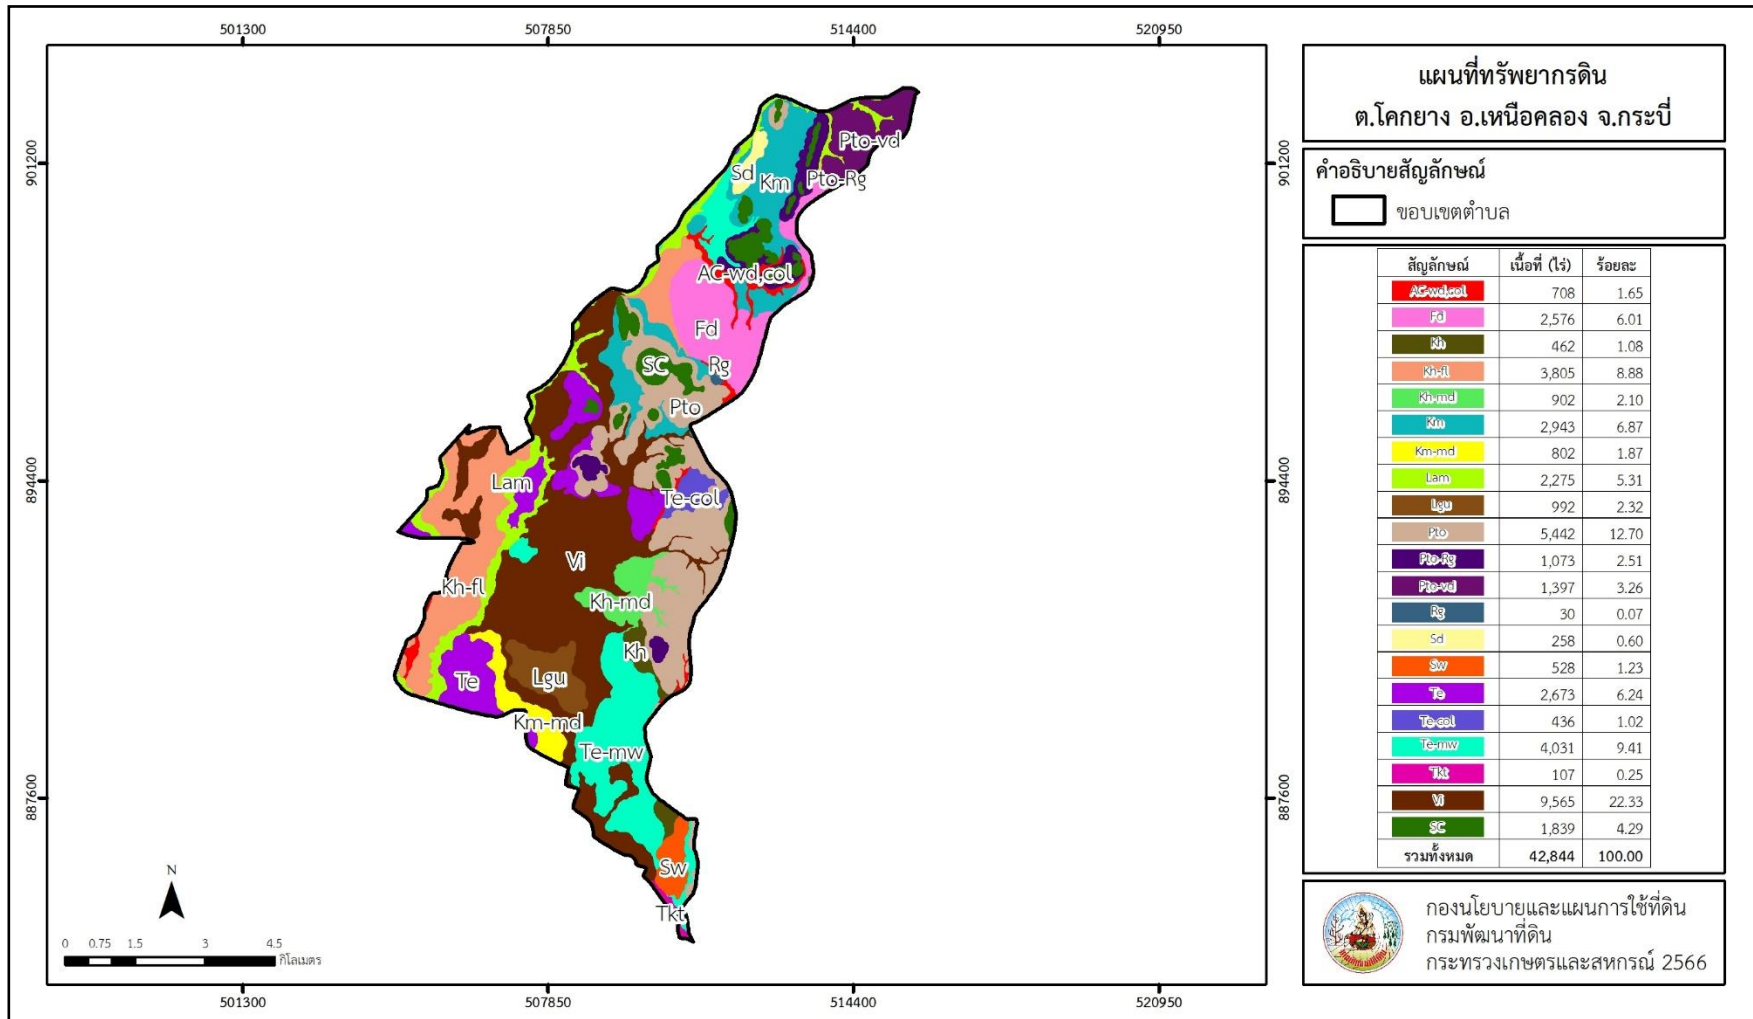 501300 507850 514400 520950
แผนที่ทรัพยากรดิน
ต.โคกยาง อ.เหนือคลอง จ.กระบี่
คำอธิบายสัญลักษณ์
ขอบเขตตำบล
สัญลักษณ์ เนื้อที่ (ไร่) ร้อยละ
AC-wd,col 708 1.65
Fd 2,576 6.01
Kh 462 1.08
Kh-fl 3,805 8.88
Kh-md 902 2.10
Km 2,943 6.87
Km-md 802 1.87
Lam 2,275 5.31
Lgu 992 2.32
Pto 5,442 12.70
Pto-Rg 1,073 2.51
Pto-vd 1,397 3.26
Rg 30 0.07
Sd 258 0.60
Sw 528 1.23
Te 2,673 6.24
Te-col 436 1.02
Te-mw 4,031 9.41
Tkt 107 0.25
Vi 9,565 22.33
SC 1,839 4.29
รวมทั้งหมด 42,844 100.00
กองนโยบายและแผนการใช้ที่ดิน
กรมพัฒนาที่ดิน
กระทรวงเกษตรและสหกรณ์ 2566
901200 901200
894400 894400
887600 887600
Pto-vd
Sd
Km
Pto-Rg
AC-wd,col
Fd
SC
Rg
Pto
Lam
Te-col
Vi
Kh-fl
Kh-md
Kh
Te
Lgu
Km-md
Te-mw
Sw
Tkt
N
0 0.75 1.5 3 4.5
กิโลเมตร
501300 507850 514400 520950